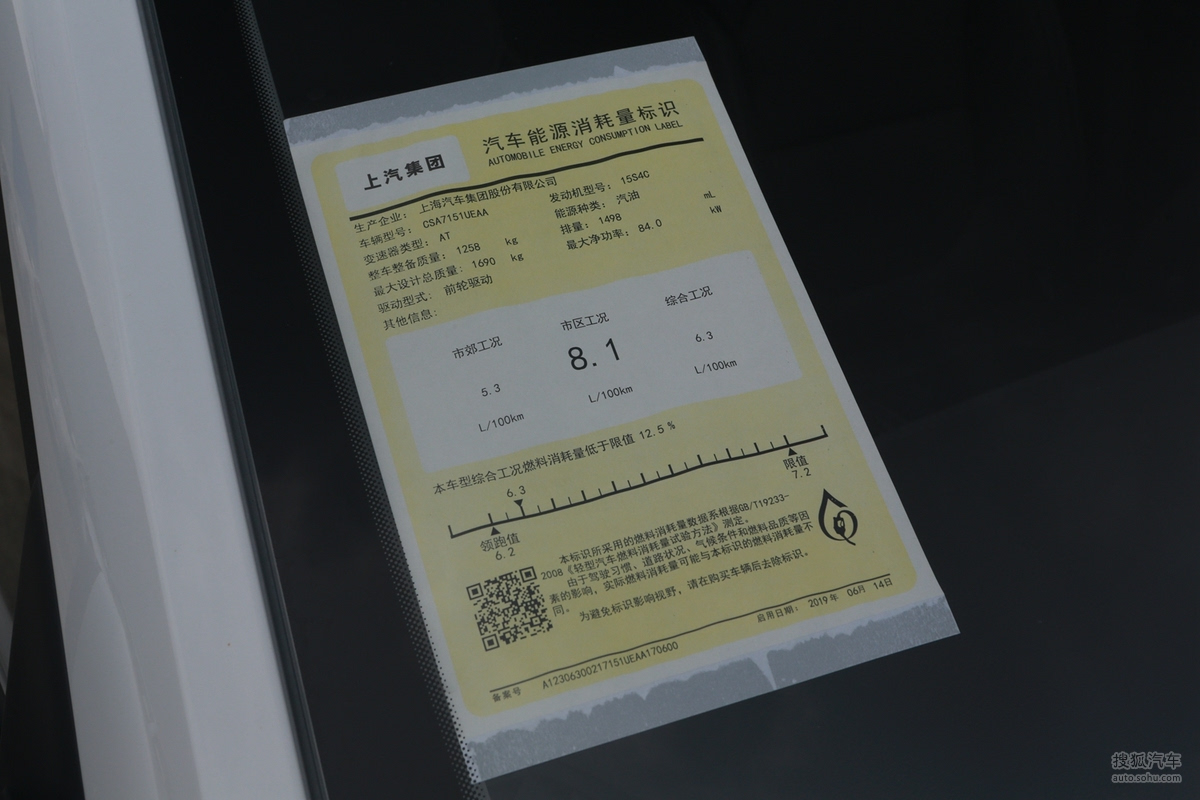 上汽集团
汽车能源消耗量标识
AUTOMOBILE ENERGY CONSUMPTION LABEL
生产企业: 上海汽车集团股份有限公司
车辆型号: CSA7151UEAA 发动机型号: 15S4C
变速器类型: AT 能源种类: 汽油
整车整备质量: 1258 kg 排量: 1498 mL
最大设计总质量: 1690 kg 最大净功率: 84.0 kW
驱动型式: 前轮驱动
其他信息:
市郊工况 市区工况 综合工况
5.3 8.1 6.3
L/100km L/100km L/100km
本车型综合工况燃料消耗量低于限值 12.5 %
6.3
领跑值 限值
6.2 7.2
本标识所采用的燃料消耗量数据系根据GB/T19233-
2008《轻型汽车燃料消耗量试验方法》测定。
由于驾驶习惯、道路状况、气候条件和燃料品质等因
素的影响, 实际燃料消耗量可能与本标识的燃料消耗量不
同。
为避免标识影响视野, 请在购买车辆后去除标识。
启用日期: 2019年 06月 14日
备案号 A12306300217151UEAA170600
搜狐汽车
auto.sohu.com